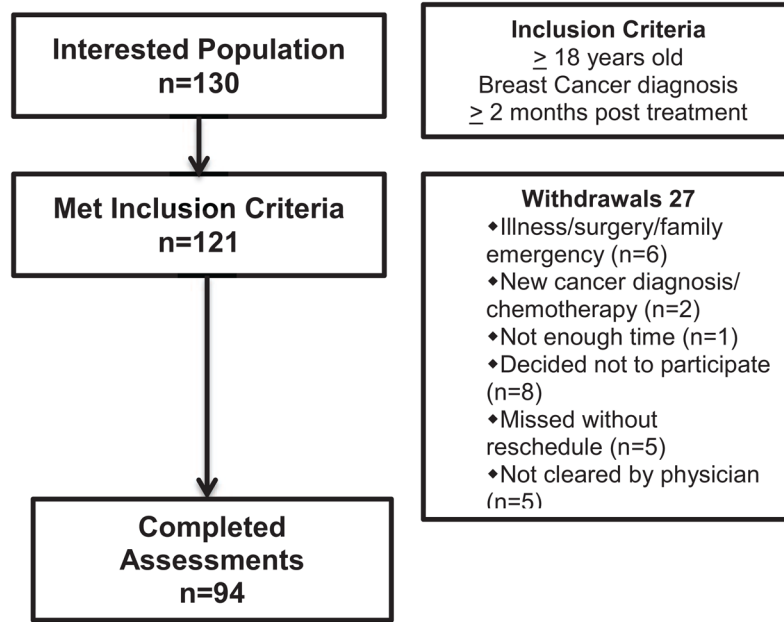 Interested Population
n=130
Inclusion Criteria
≥ 18 years old
Breast Cancer diagnosis
≥ 2 months post treatment
Met Inclusion Criteria
n=121
Withdrawals 27
◆Illness/surgery/family
emergency (n=6)
◆New cancer diagnosis/
chemotherapy (n=2)
◆Not enough time (n=1)
◆Decided not to participate
(n=8)
◆Missed without
reschedule (n=5)
◆Not cleared by physician
(n=5)
Completed
Assessments
n=94